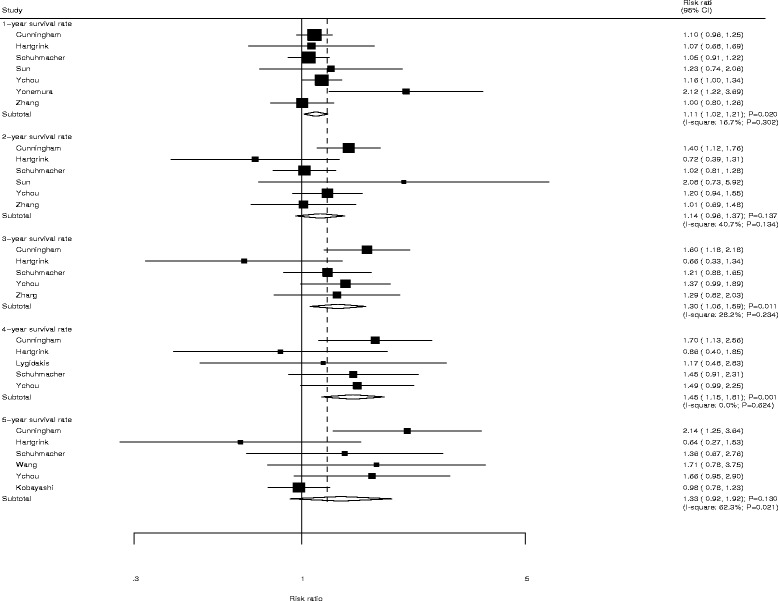 Study
Risk ratio
(95% CI)
1-year survival rate
Cunningham 1.10 ( 0.96, 1.25)
Hartgrink 1.07 ( 0.68, 1.69)
Schuhmacher 1.05 ( 0.91, 1.22)
Sun 1.23 ( 0.74, 2.06)
Ychou 1.16 ( 1.00, 1.34)
Yonemura 2.12 ( 1.22, 3.69)
Zhang 1.00 ( 0.80, 1.26)
Subtotal 1.11 ( 1.02, 1.21); P=0.020
(I-square: 16.7%; P=0.302)
2-year survival rate
Cunningham 1.40 ( 1.12, 1.76)
Hartgrink 0.72 ( 0.39, 1.31)
Schuhmacher 1.02 ( 0.81, 1.28)
Sun 2.08 ( 0.73, 5.92)
Ychou 1.20 ( 0.94, 1.55)
Zhang 1.01 ( 0.69, 1.48)
Subtotal 1.14 ( 0.96, 1.37); P=0.137
(I-square: 40.7%; P=0.134)
3-year survival rate
Cunningham 1.60 ( 1.18, 2.18)
Hartgrink 0.66 ( 0.33, 1.34)
Schuhmacher 1.21 ( 0.88, 1.65)
Ychou 1.37 ( 0.99, 1.89)
Zhang 1.29 ( 0.82, 2.03)
Subtotal 1.30 ( 1.06, 1.59); P=0.011
(I-square: 28.2%; P=0.234)
4-year survival rate
Cunningham 1.70 ( 1.13, 2.56)
Hartgrink 0.86 ( 0.40, 1.85)
Lygidakis 1.17 ( 0.48, 2.83)
Schuhmacher 1.45 ( 0.91, 2.31)
Ychou 1.49 ( 0.99, 2.25)
Subtotal 1.45 ( 1.15, 1.81); P=0.001
(I-square: 0.0%; P=0.624)
5-year survival rate
Cunningham 2.14 ( 1.25, 3.64)
Hartgrink 0.64 ( 0.27, 1.53)
Schuhmacher 1.36 ( 0.67, 2.76)
Wang 1.71 ( 0.78, 3.75)
Ychou 1.66 ( 0.95, 2.90)
Kobayashi 0.98 ( 0.78, 1.23)
Subtotal 1.33 ( 0.92, 1.92); P=0.130
(I-square: 62.3%; P=0.021)
.3 1 5
Risk ratio